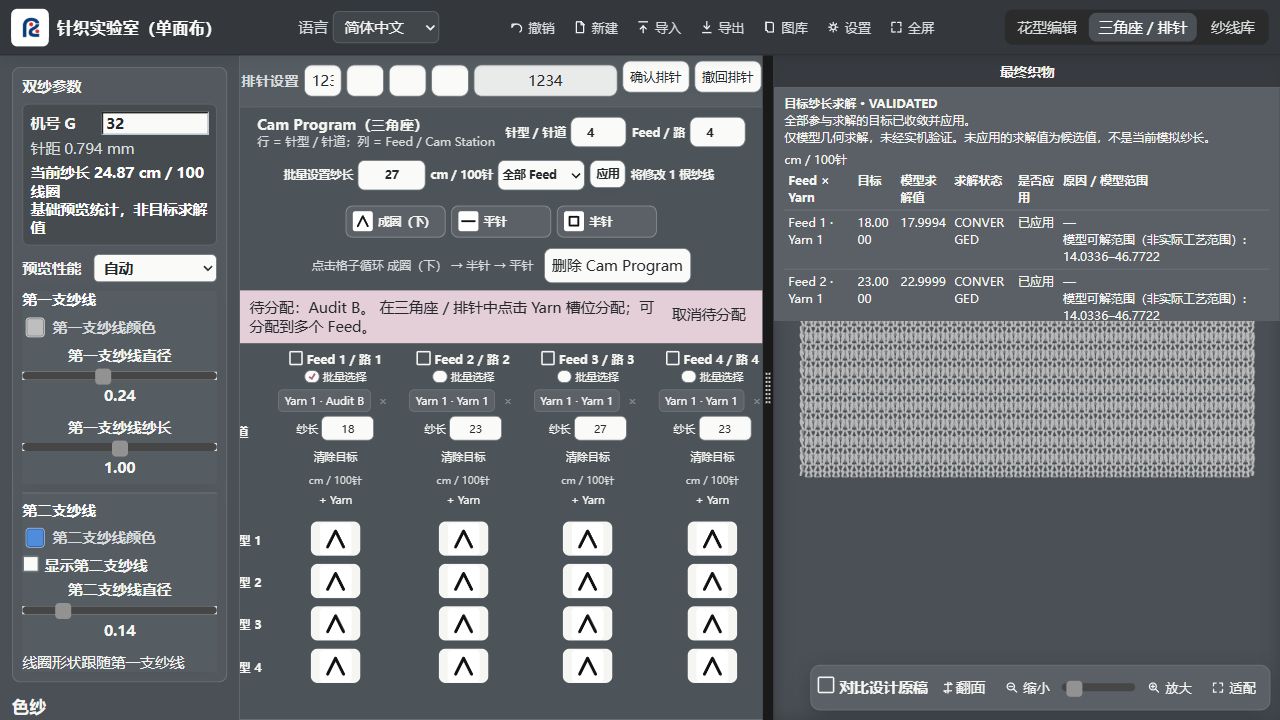 针织实验室（单面布）
语言 简体中文
撤销 新建 导入 导出 图库 设置 全屏
花型编辑 三角座 / 排针 纱线库
双纱参数
机号 G 32
针距 0.794 mm
当前纱长 24.87 cm / 100
线圈
基础预览统计，非目标求解
值
预览性能 自动
第一支纱线
第一支纱线颜色
第一支纱线直径
0.24
第一支纱线纱长
1.00
第二支纱线
第二支纱线颜色
显示第二支纱线
第二支纱线直径
0.14
线圈形状跟随第一支纱线
色纱
排针设置 1234 确认排针 撤回排针
Cam Program（三角座）
行 = 针型 / 针道；列 = Feed / Cam Station
针型 / 针道 4 Feed / 路 4
批量设置纱长 27 cm / 100针 全部 Feed 应用 将修改 1 根纱线
成圈（下） 平针 半针
点击格子循环 成圈（下） → 半针 → 平针 删除 Cam Program
待分配：Audit B。 在三角座 / 排针中点击 Yarn 槽位分配；可
分配到多个 Feed。
取消待分配
Feed 1 / 路 1 Feed 2 / 路 2 Feed 3 / 路 3 Feed 4 / 路 4
批量选择 批量选择 批量选择 批量选择
Yarn 1 · Audit B × Yarn 1 · Yarn 1 × Yarn 1 · Yarn 1 × Yarn 1 · Yarn 1 ×
道 纱长 18 纱长 23 纱长 27 纱长 23
清除目标 清除目标 清除目标 清除目标
cm / 100针 cm / 100针 cm / 100针 cm / 100针
+ Yarn + Yarn + Yarn + Yarn
型 1
型 2
型 3
型 4
最终织物
目标纱长求解 • VALIDATED
全部参与求解的目标已收敛并应用。
仅模型几何求解，未经实机验证。未应用的求解值为候选值，不是当前模拟纱长。
cm / 100针
Feed × Yarn 目标 模型求解值 求解状态 是否应用 原因 / 模型范围
Feed 1 · Yarn 1 18.0000 17.9994 CONVERGED 已应用 —
模型可解范围（非实际工艺范围）：
14.0336–46.7722
Feed 2 · Yarn 1 23.0000 22.9999 CONVERGED 已应用 —
模型可解范围（非实际工艺范围）：
14.0336–46.7722
对比设计原稿 翻面 缩小 放大 适配